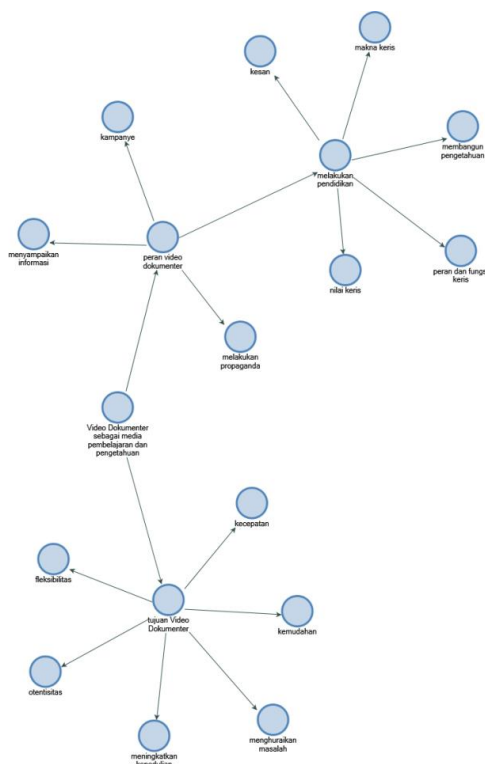 makna keris
kesan
kampanye
membangun
pengetahuan
melakukan
pendidikan
menyampaikan
informasi
peran video
dokumenter
peran dan fungs
keris
nilai keris
melakukan
propaganda
Video Dokumenter
sebagai media
pembelajaran dan
pengetahuan
kecepatan
fleksibilitas
tujuan Video
Dokumenter
kemudahan
otentisitas
menghuraikan
masalah
meningkatkan